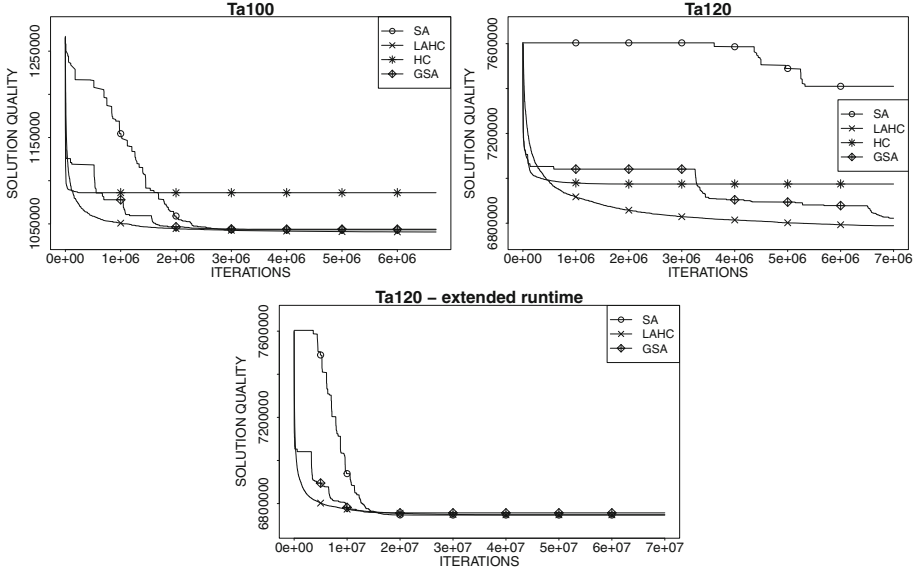 Ta100
SOLUTION QUALITY
1250000
1150000
1050000
SA
LAHC
HC
GSA
0e+00 1e+06 2e+06 3e+06 4e+06 5e+06 6e+06
ITERATIONS
Ta120
SOLUTION QUALITY
7600000
7200000
6800000
SA
LAHC
HC
GSA
0e+00 1e+06 2e+06 3e+06 4e+06 5e+06 6e+06 7e+06
ITERATIONS
Ta120 – extended runtime
SOLUTION QUALITY
7600000
7200000
6800000
SA
LAHC
GSA
0e+00 1e+07 2e+07 3e+07 4e+07 5e+07 6e+07 7e+07
ITERATIONS